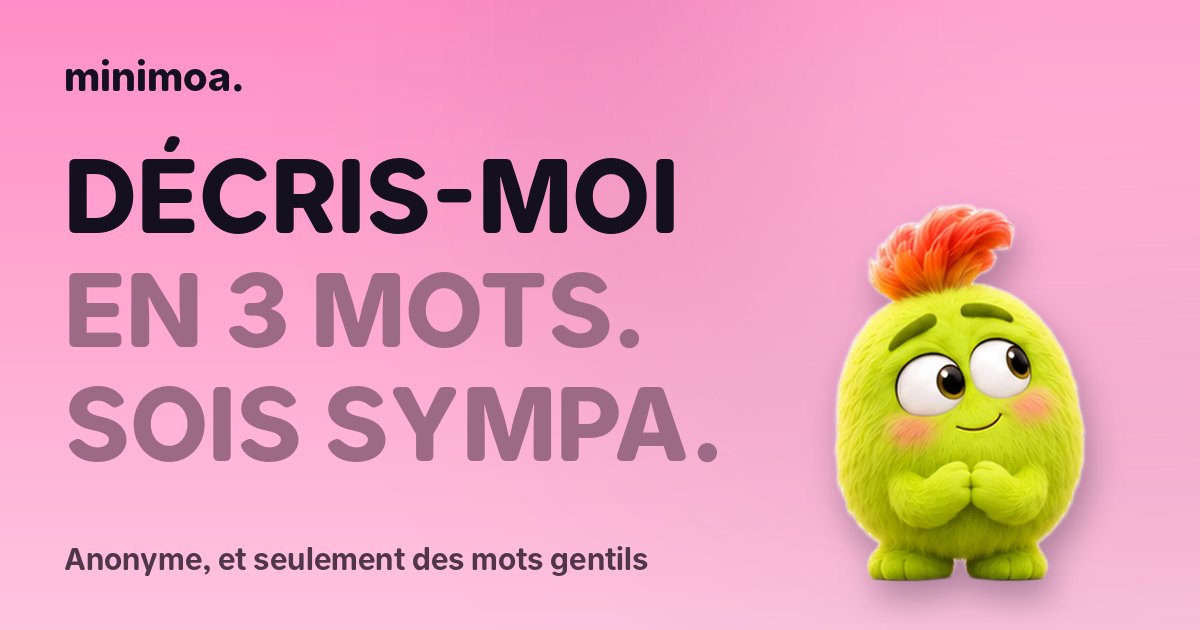 minimoa.
DÉCRIS-MOI
EN 3 MOTS.
SOIS SYMPA.
Anonyme, et seulement des mots gentils